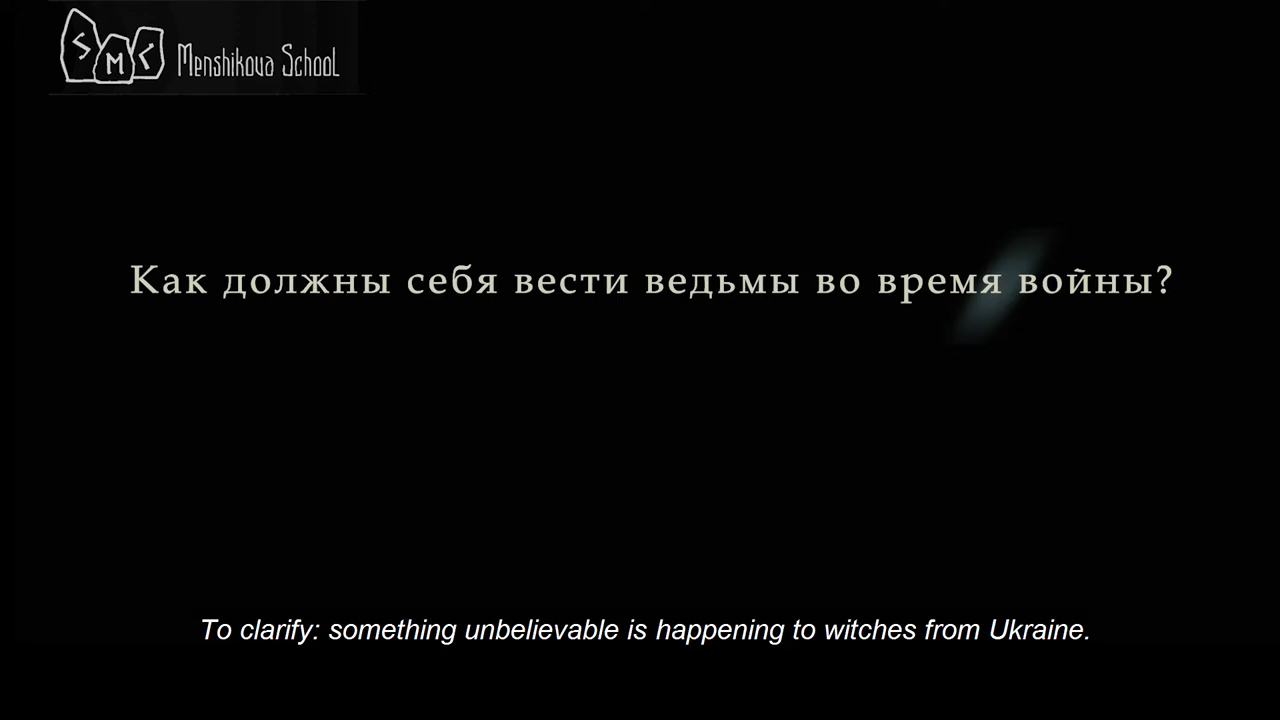 SMS Menshikova School
Как должны себя вести ведьмы во время войны?
To clarify: something unbelievable is happening to witches from Ukraine.